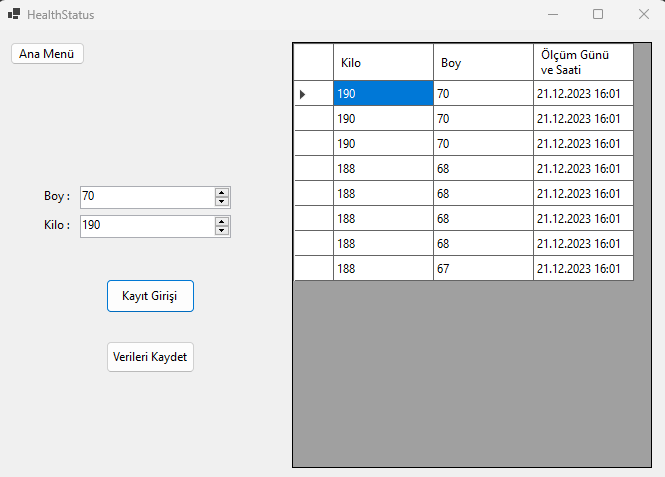 HealthStatus
Ana Menü
Boy : 70
Kilo : 190
Kayıt Girişi
Verileri Kaydet
Kilo Boy Ölçüm Günü
ve Saati
190 70 21.12.2023 16:01
190 70 21.12.2023 16:01
190 70 21.12.2023 16:01
188 68 21.12.2023 16:01
188 68 21.12.2023 16:01
188 68 21.12.2023 16:01
188 68 21.12.2023 16:01
188 67 21.12.2023 16:01